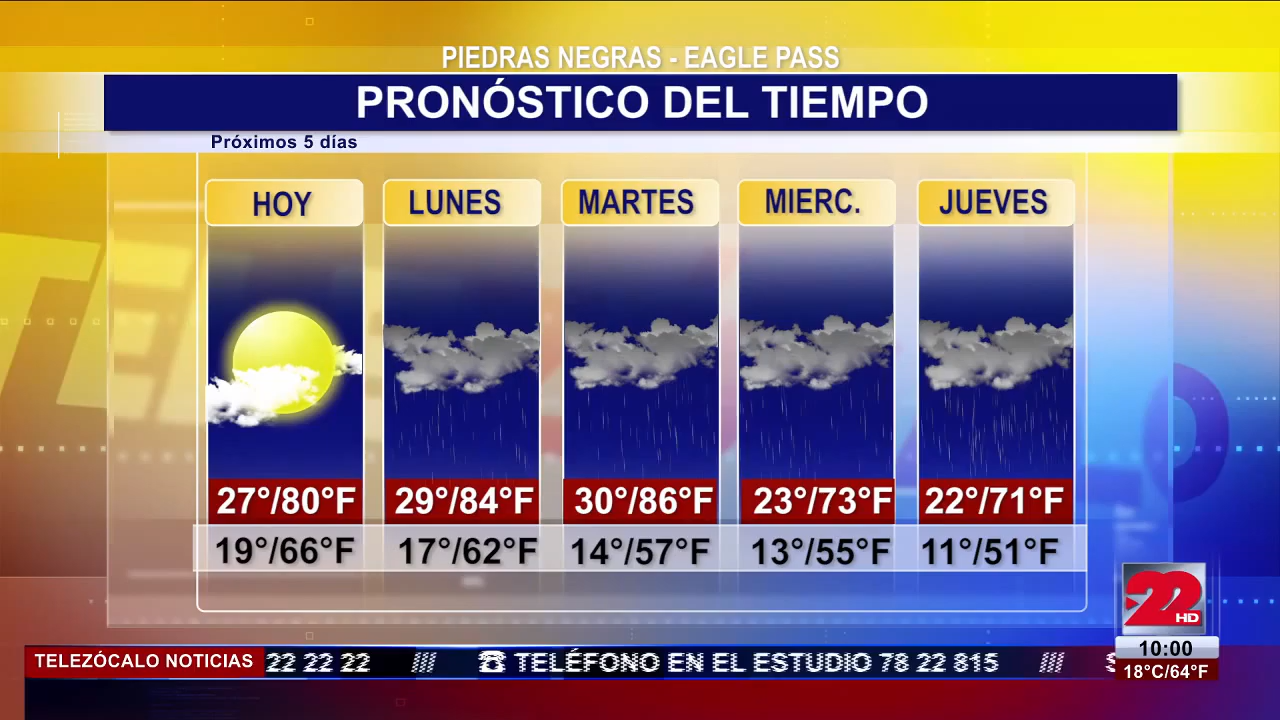 PIEDRAS NEGRAS - EAGLE PASS
PRONÓSTICO DEL TIEMPO
Próximos 5 días
HOY LUNES MARTES MIERC. JUEVES
27°/80°F 29°/84°F 30°/86°F 23°/73°F 22°/71°F
19°/66°F 17°/62°F 14°/57°F 13°/55°F 11°/51°F
22 HD
10:00
18°C/64°F
TELEZÓCALO NOTICIAS 22 22 22 /// ☎ TELÉFONO EN EL ESTUDIO 78 22 815 ///